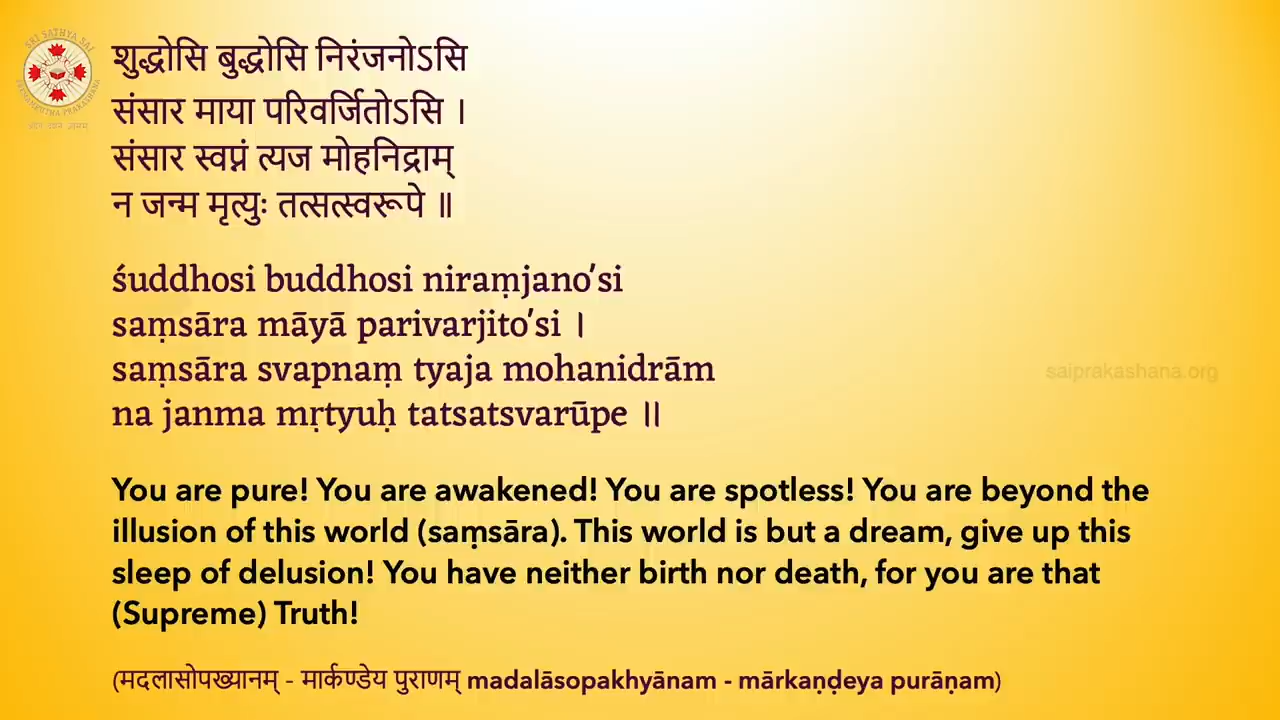 SRI SATHYA SAI
शुद्धोसि बुद्धोसि निरंजनोऽसि
संसार माया परिवर्जितोऽसि ।
संसार स्वप्नं त्यज मोहनिद्राम्
न जन्म मृत्युः तत्सत्स्वरूपे ॥
śuddhosi buddhosi niraṃjano'si
saṃsāra māyā parivarjito'si ।
saṃsāra svapnaṃ tyaja mohanidrām
na janma mṛtyuḥ tatsatsvarūpe ॥
saiprakashana.org
You are pure! You are awakened! You are spotless! You are beyond the
illusion of this world (saṃsāra). This world is but a dream, give up this
sleep of delusion! You have neither birth nor death, for you are that
(Supreme) Truth!
(मदलासोपख्यानम् - मार्कण्डेय पुराणम् madalāsopakhyānam - mārkaṇḍeya purāṇam)